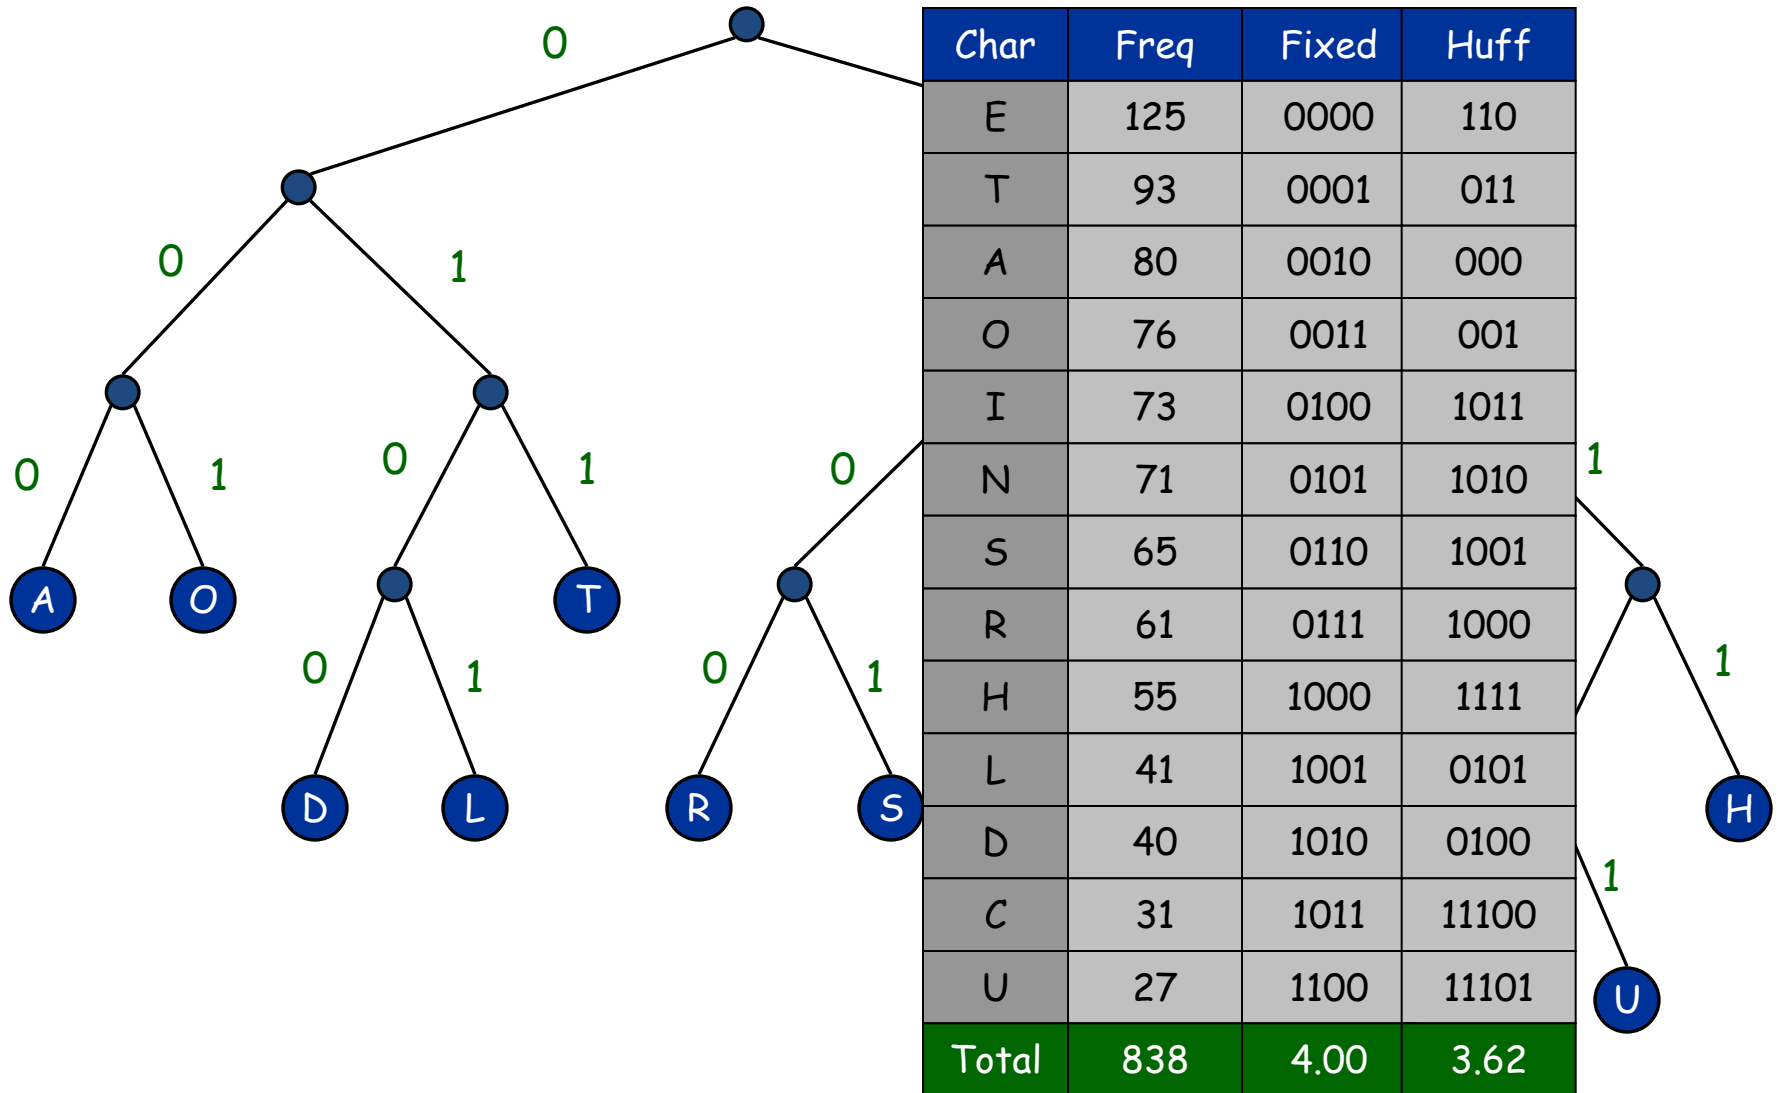 0
0 1
0 1 0 1 0 1
A O T
0 1 0 1 1
D L R S H
1
U
Char Freq Fixed Huff
E 125 0000 110
T 93 0001 011
A 80 0010 000
O 76 0011 001
I 73 0100 1011
N 71 0101 1010
S 65 0110 1001
R 61 0111 1000
H 55 1000 1111
L 41 1001 0101
D 40 1010 0100
C 31 1011 11100
U 27 1100 11101
Total 838 4.00 3.62